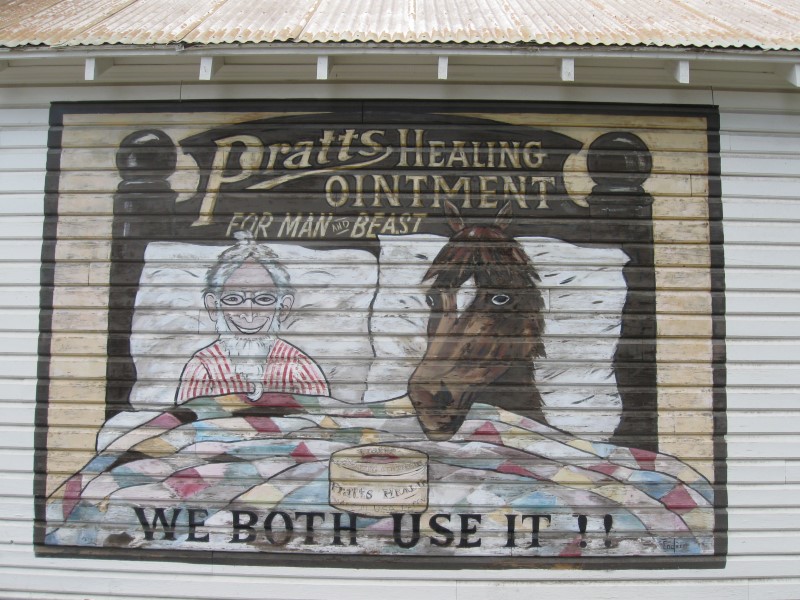 Pratts HEALING
OINTMENT
FOR MAN AND BEAST
Pratts HEAL
WE BOTH USE IT !!